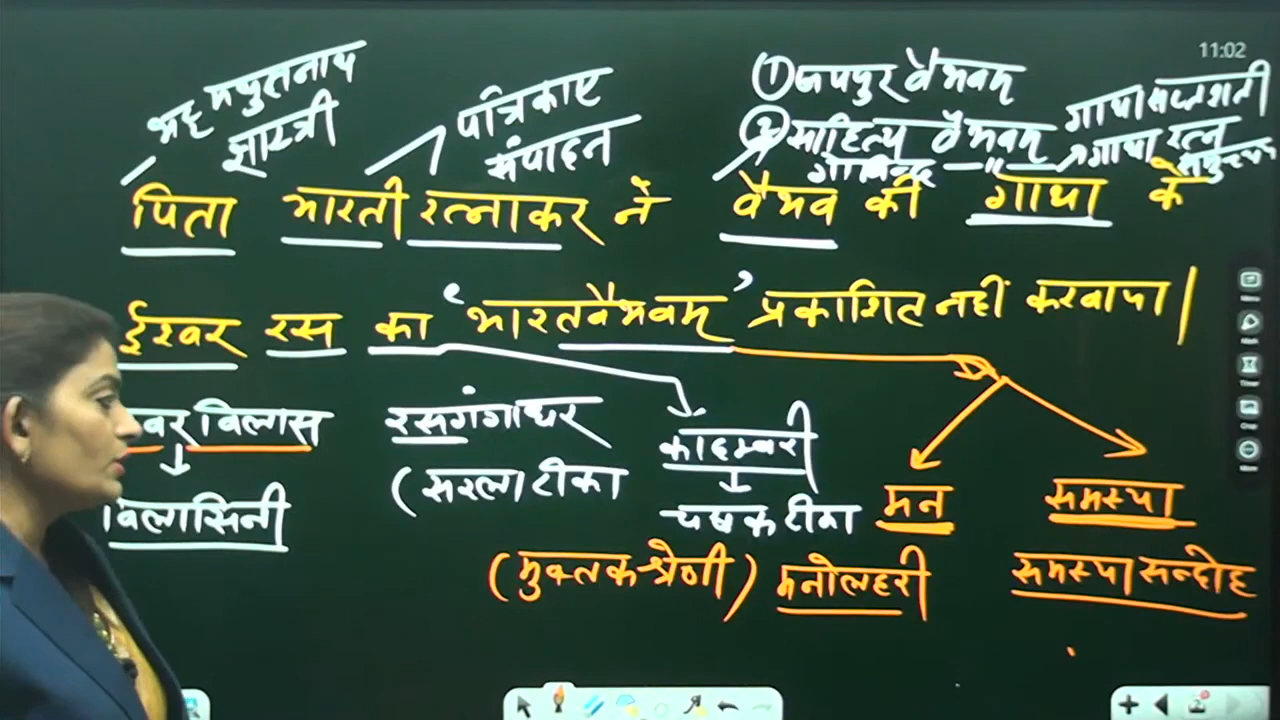 11:02
भट्ट मथुरानाथ
शास्त्री
पत्रिकाए
संपादन
① जयपुर वैभवम्
② साहित्य वैभवम्
गोविन्द — "
गाथा सप्तशती
गाथा रत्न
समुच्चय
पिता भारती रत्नाकर ने वैभव की गाथा के
ईश्वर रस का 'भारतवैभवम्' प्रकाशित नहीं करवाया|
विलास
विलासिनी
रसगंगाधर
(सरला टीका
कादम्बरी
चषक टीका
मन
समस्या
(मुक्तक श्रेणी) मनोलहरी
समस्या सन्दोह